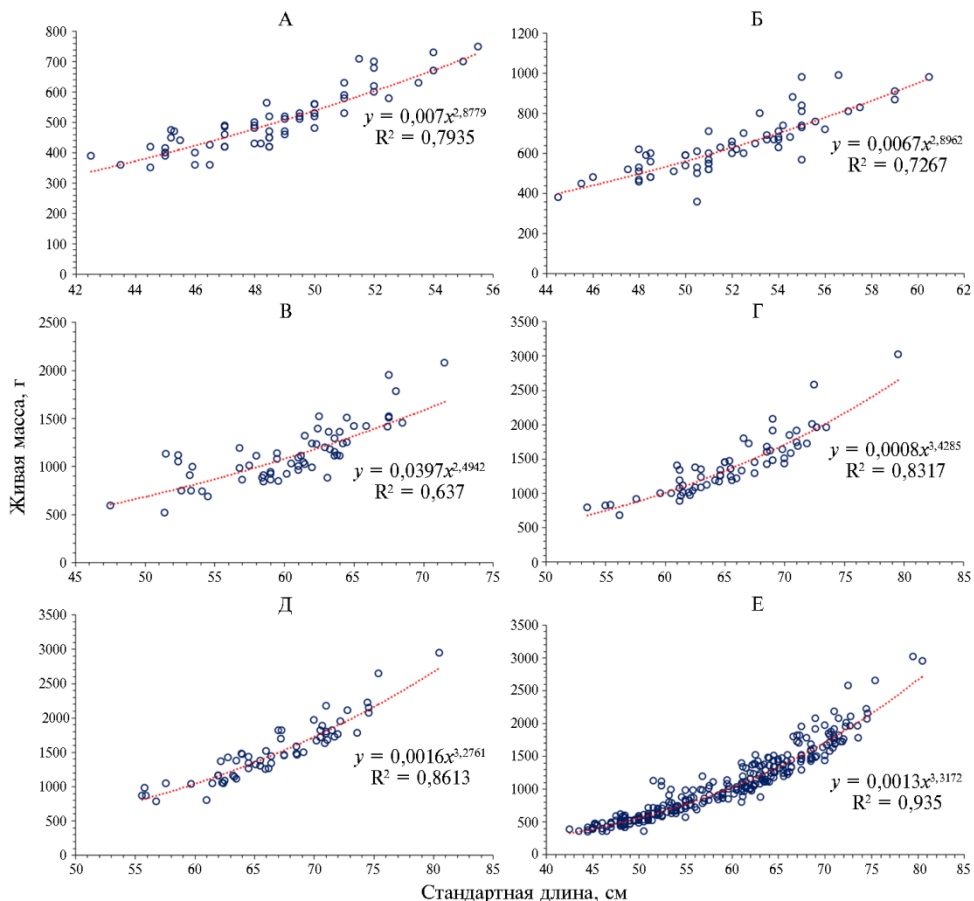 А
800
700
600
500
400
300
200
100
0
42 44 46 48 50 52 54 56
y = 0,007x^2,8779
R² = 0,7935
Б
1200
1000
800
600
400
200
0
44 46 48 50 52 54 56 58 60 62
y = 0,0067x^2,8962
R² = 0,7267
Живая масса, г
В
2500
2000
1500
1000
500
0
45 50 55 60 65 70 75
y = 0,0397x^2,4942
R² = 0,637
Г
3500
3000
2500
2000
1500
1000
500
0
50 55 60 65 70 75 80 85
y = 0,0008x^3,4285
R² = 0,8317
Д
3500
3000
2500
2000
1500
1000
500
0
50 55 60 65 70 75 80 85
y = 0,0016x^3,2761
R² = 0,8613
Е
3500
3000
2500
2000
1500
1000
500
0
40 45 50 55 60 65 70 75 80 85
y = 0,0013x^3,3172
R² = 0,935
Стандартная длина, см